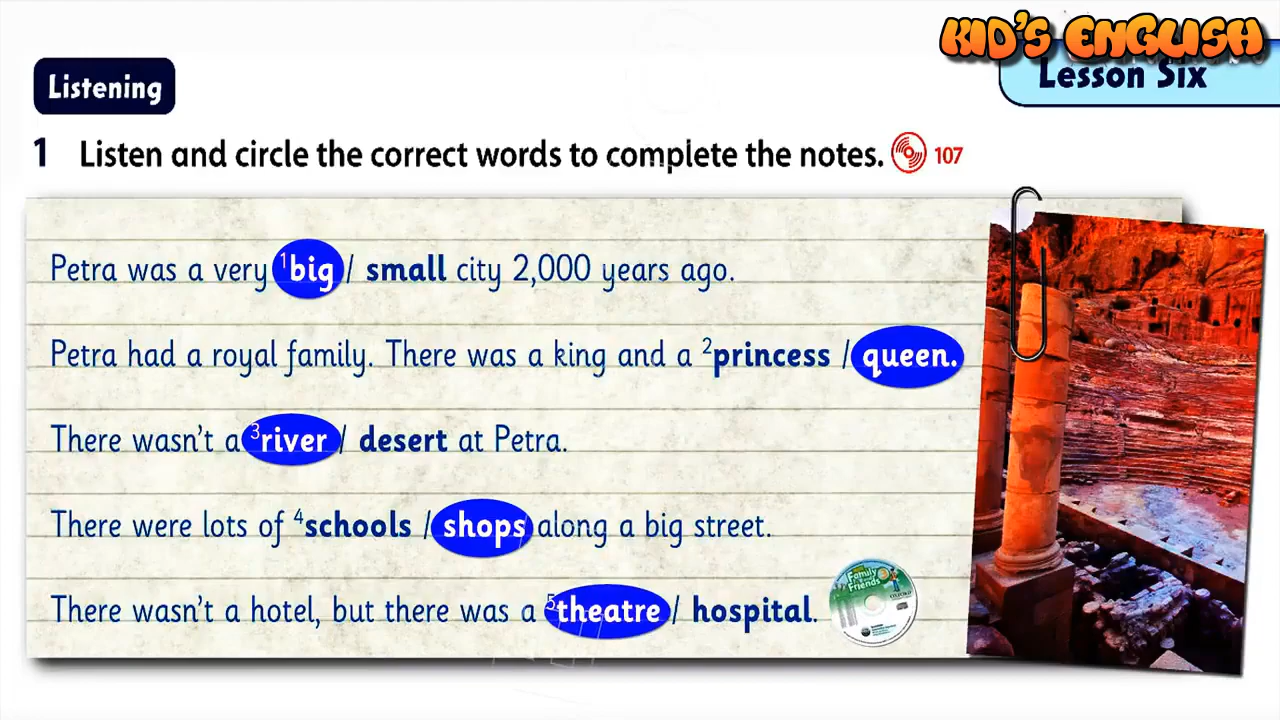 KID'S ENGLISH
Lesson Six
Listening
1 Listen and circle the correct words to complete the notes. 107
Petra was a very ¹big / small city 2,000 years ago.
Petra had a royal family. There was a king and a ²princess / queen.
There wasn't a ³river / desert at Petra.
There were lots of ⁴schools / shops along a big street.
There wasn't a hotel, but there was a ⁵theatre / hospital.
Family
and
Friends